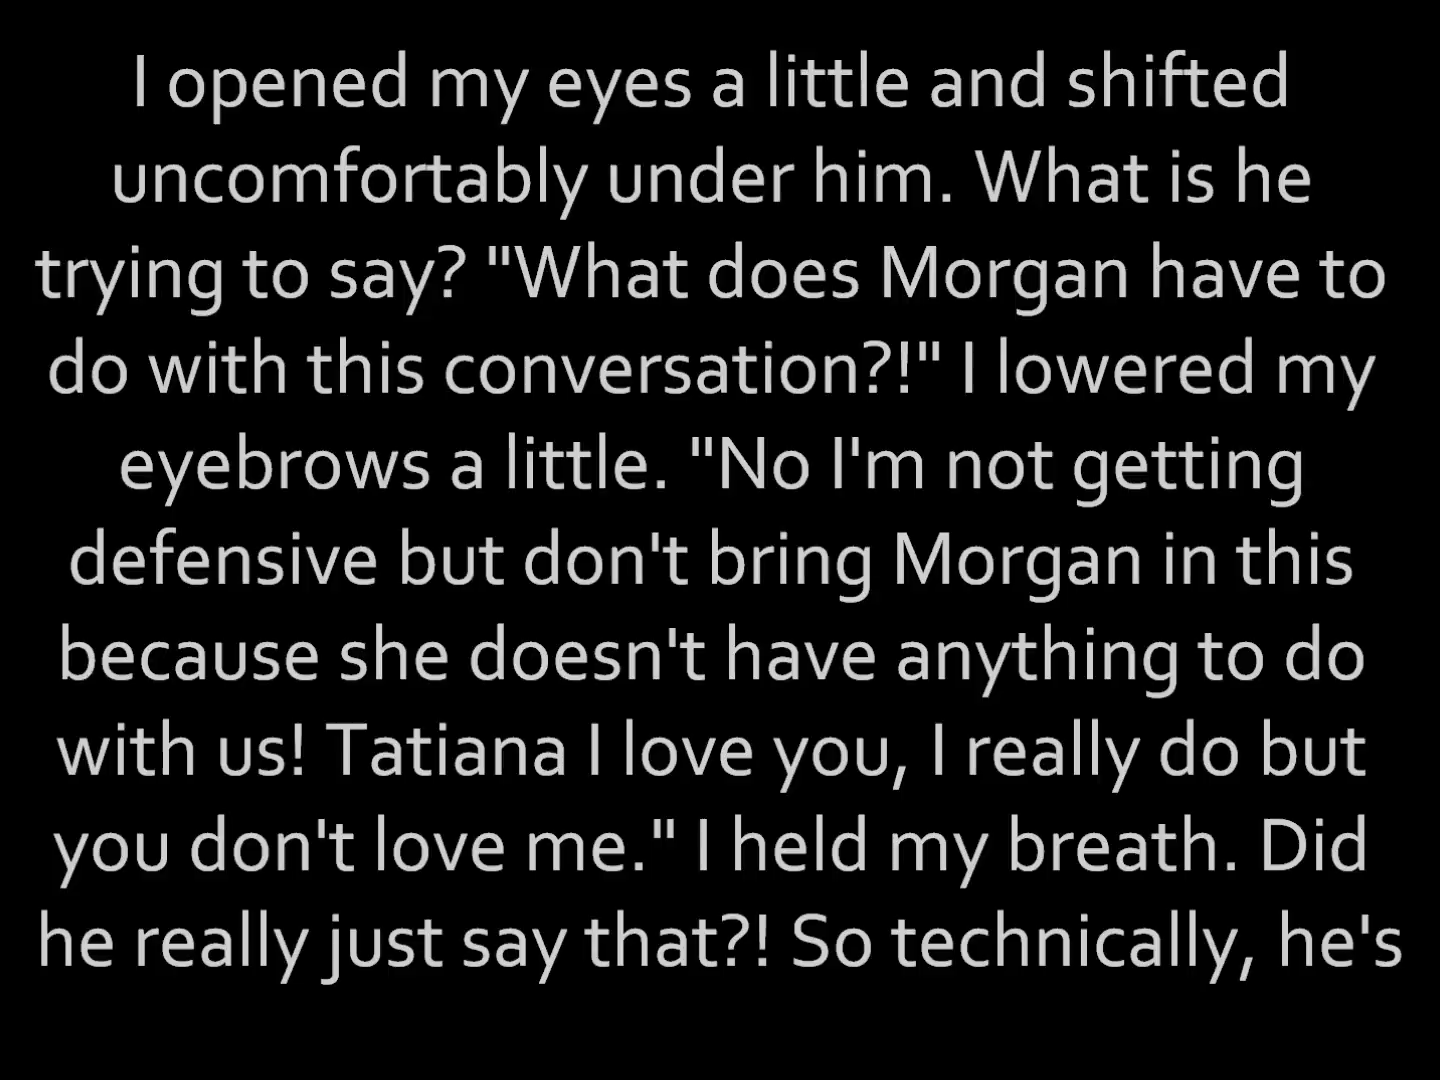 I opened my eyes a little and shifted
uncomfortably under him. What is he
trying to say? "What does Morgan have to
do with this conversation?!" I lowered my
eyebrows a little. "No I'm not getting
defensive but don't bring Morgan in this
because she doesn't have anything to do
with us! Tatiana I love you, I really do but
you don't love me." I held my breath. Did
he really just say that?! So technically, he's